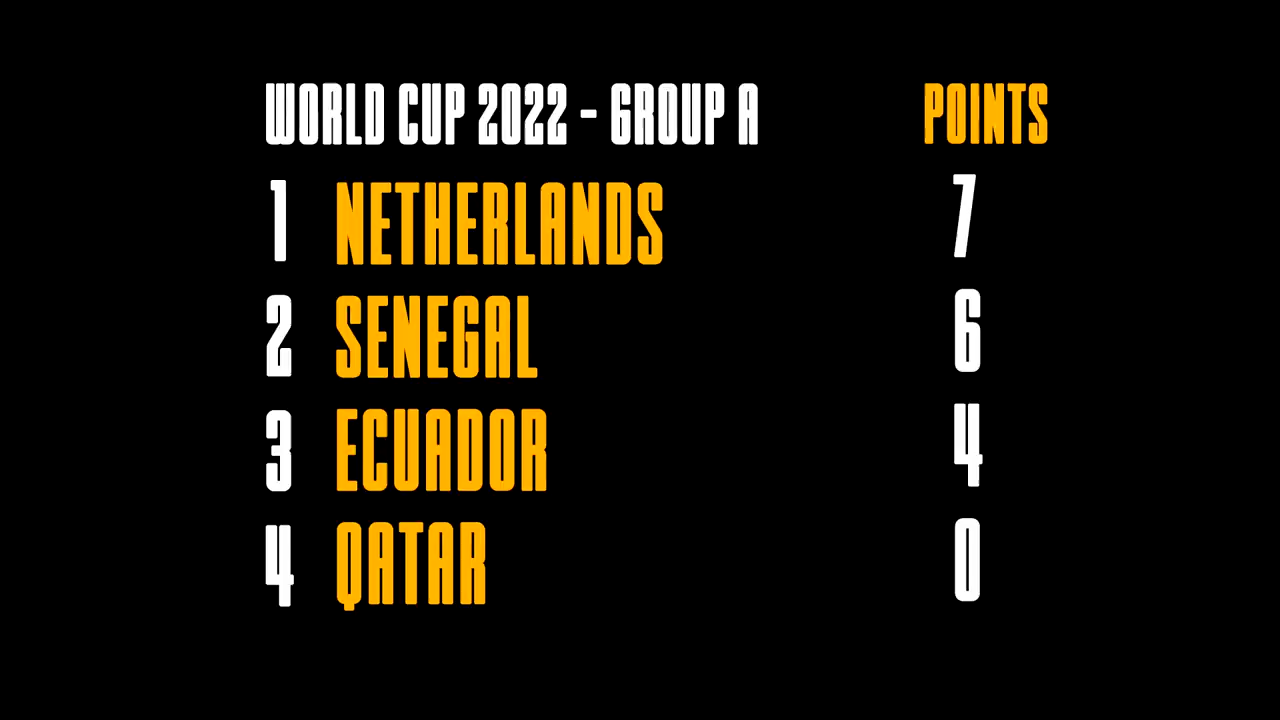 WORLD CUP 2022 - GROUP A POINTS
1 NETHERLANDS 7
2 SENEGAL 6
3 ECUADOR 4
4 QATAR 0